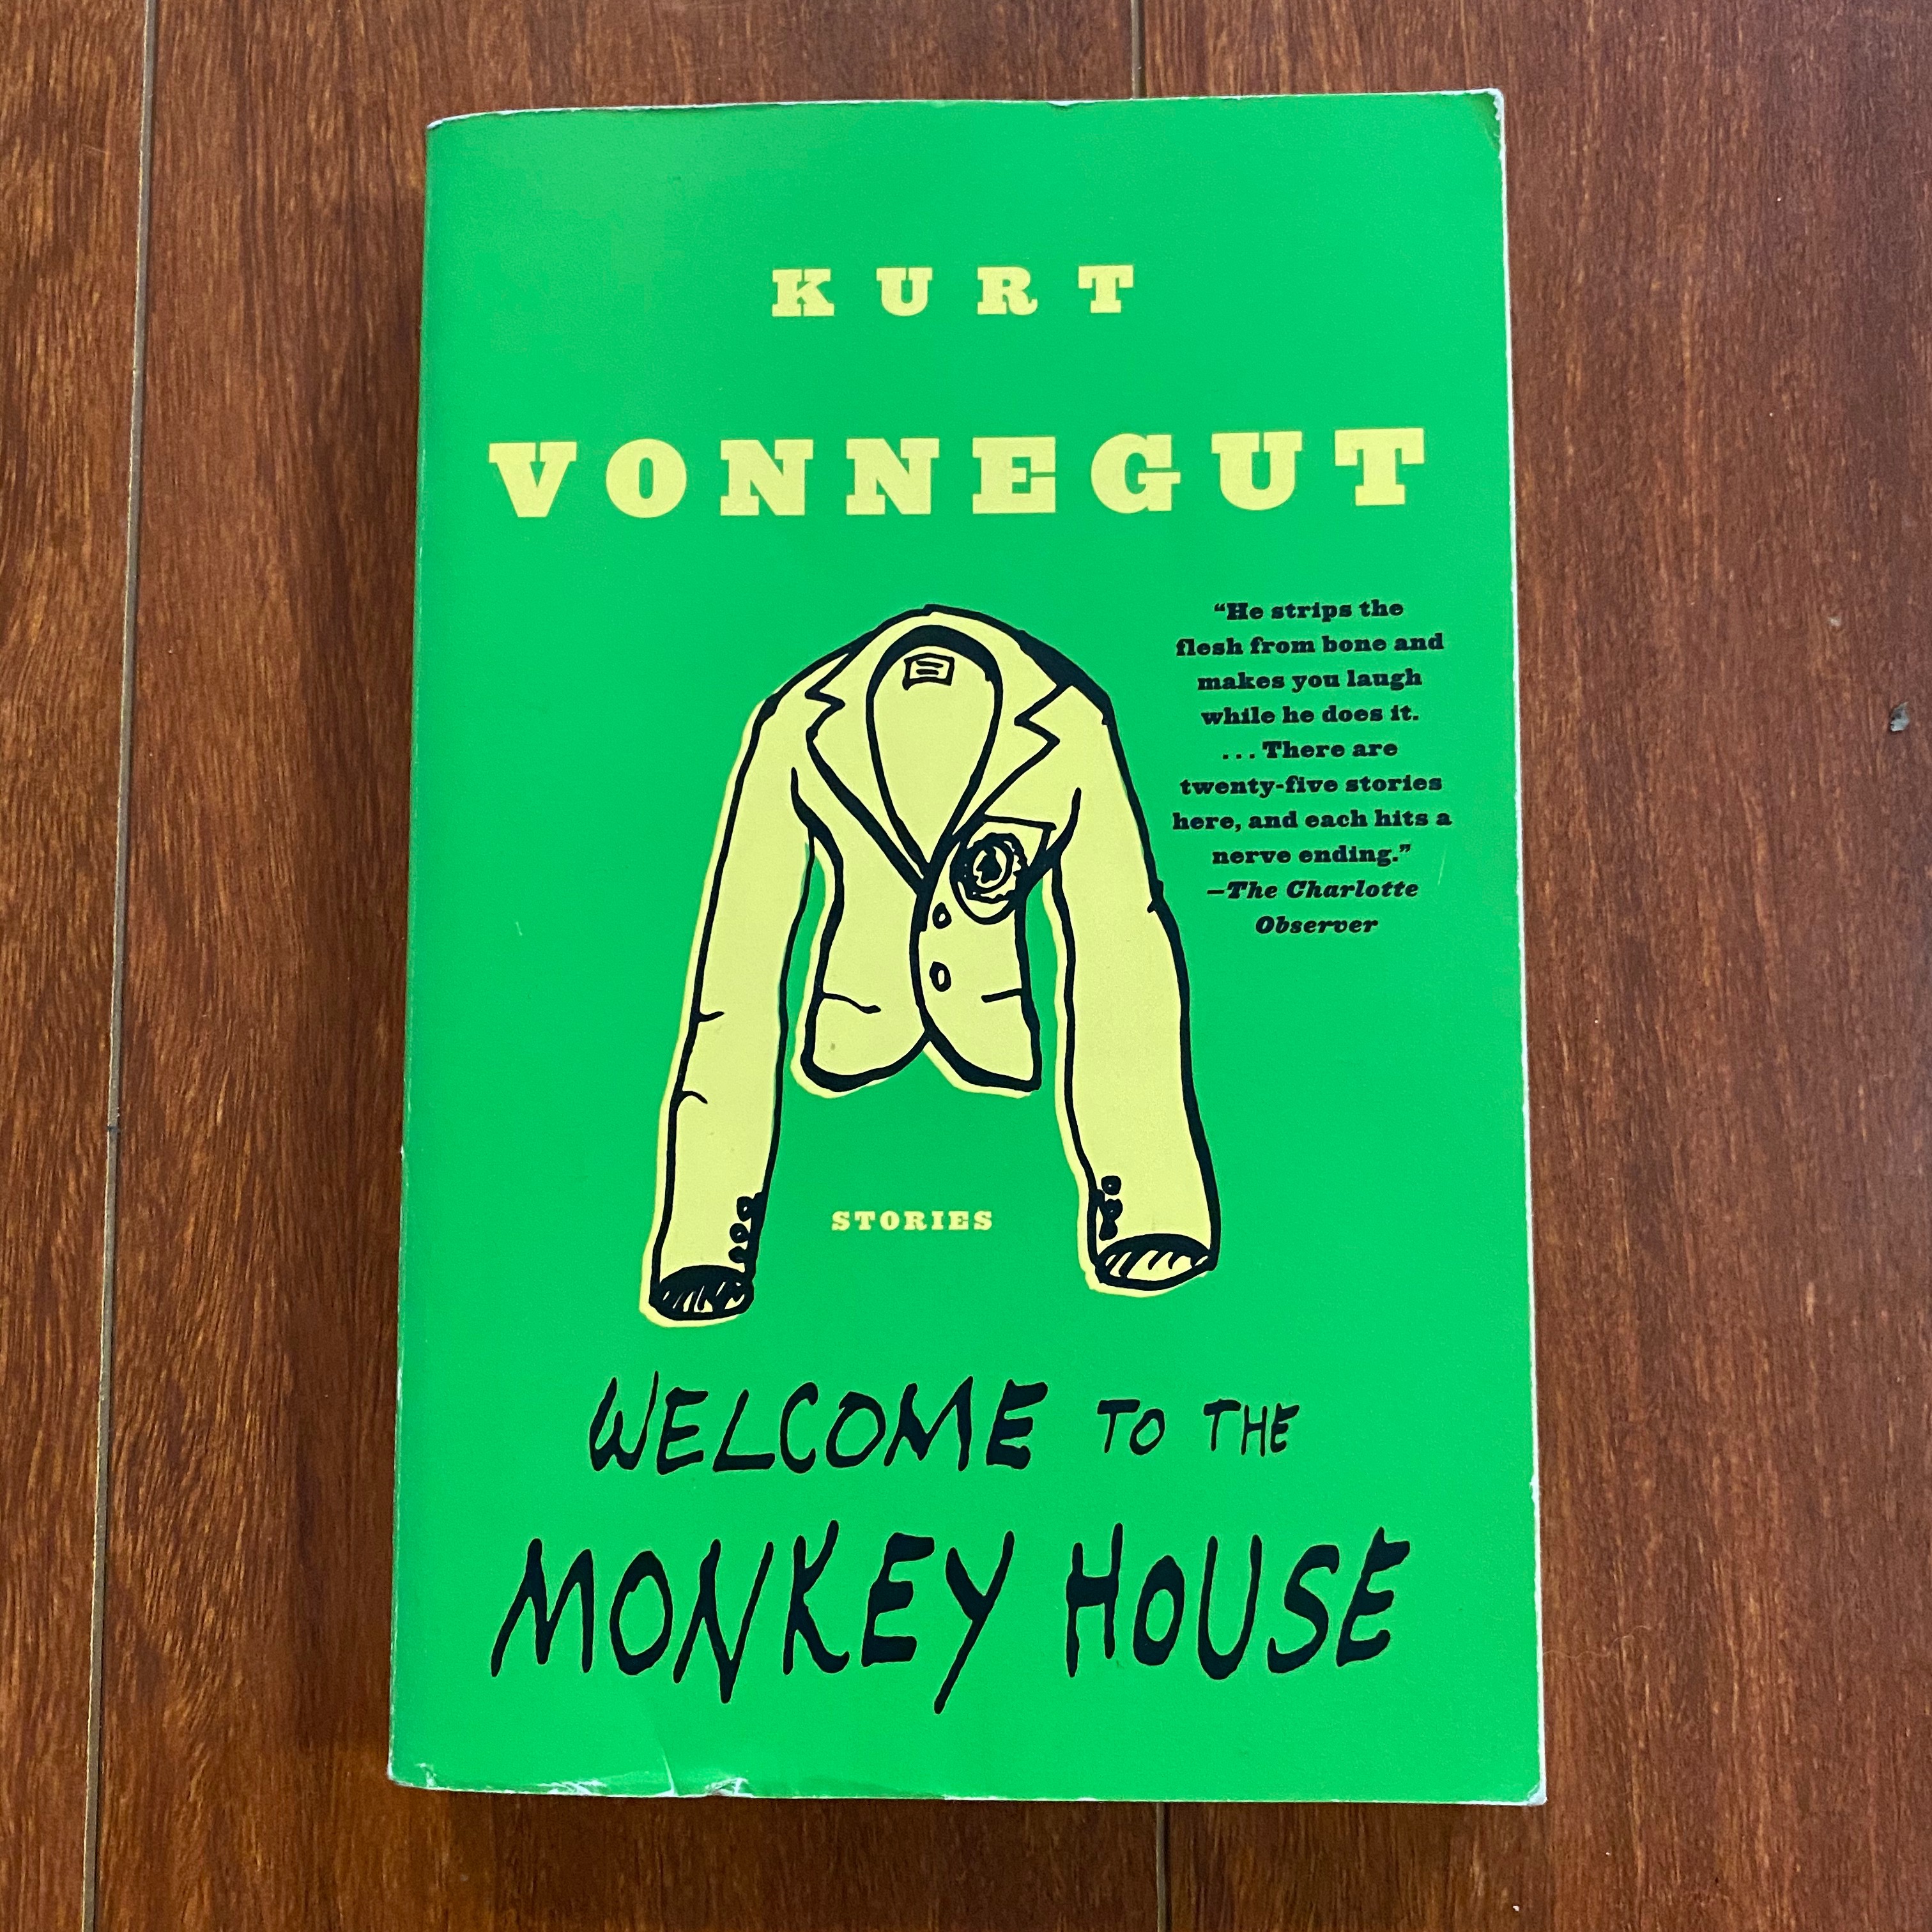 KURT
VONNEGUT
“He strips the
flesh from bone and
makes you laugh
while he does it.
. . . There are
twenty-five stories
here, and each hits a
nerve ending.”
—The Charlotte
Observer
STORIES
WELCOME TO THE
MONKEY HOUSE